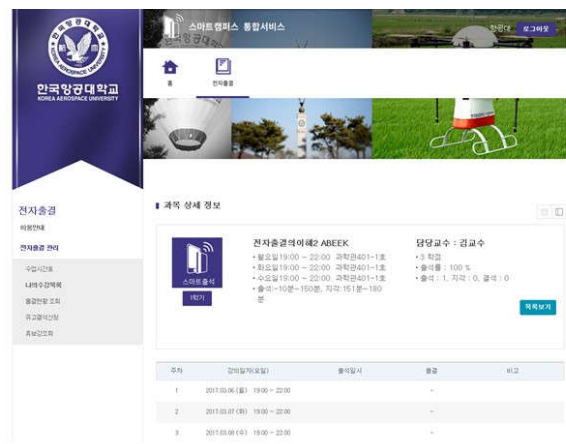 스마트캠퍼스 통합서비스
항공대 로그아웃
한국항공대학교
KOREA AEROSPACE UNIVERSITY
홈
전자출결
전자출결
이용안내
전자출결 관리
수업시간표
나의수강목록
출결현황 조회
유고결석신청
휴보강조회
과목 상세 정보
스마트출석
1학기
전자출결의이해2 ABEEK
• 월요일19:00 ~ 22:00 과학관401-1호
• 화요일19:00 ~ 22:00 과학관401-1호
• 수요일19:00 ~ 22:00 과학관401-1호
• 출석:-10분~150분, 지각:151분~180
분
담당교수 : 김교수
• 3 학점
• 출석률 : 100 %
• 출석 : 1, 지각 : 0, 결석 : 0
목록보기
주차 강의일자(요일) 출석일시 출결 비고
1 2017.03.06 (월) 19:00 ~ 22:00 -
2 2017.03.07 (화) 19:00 ~ 22:00 -
3 2017.03.08 (수) 19:00 ~ 22:00 -